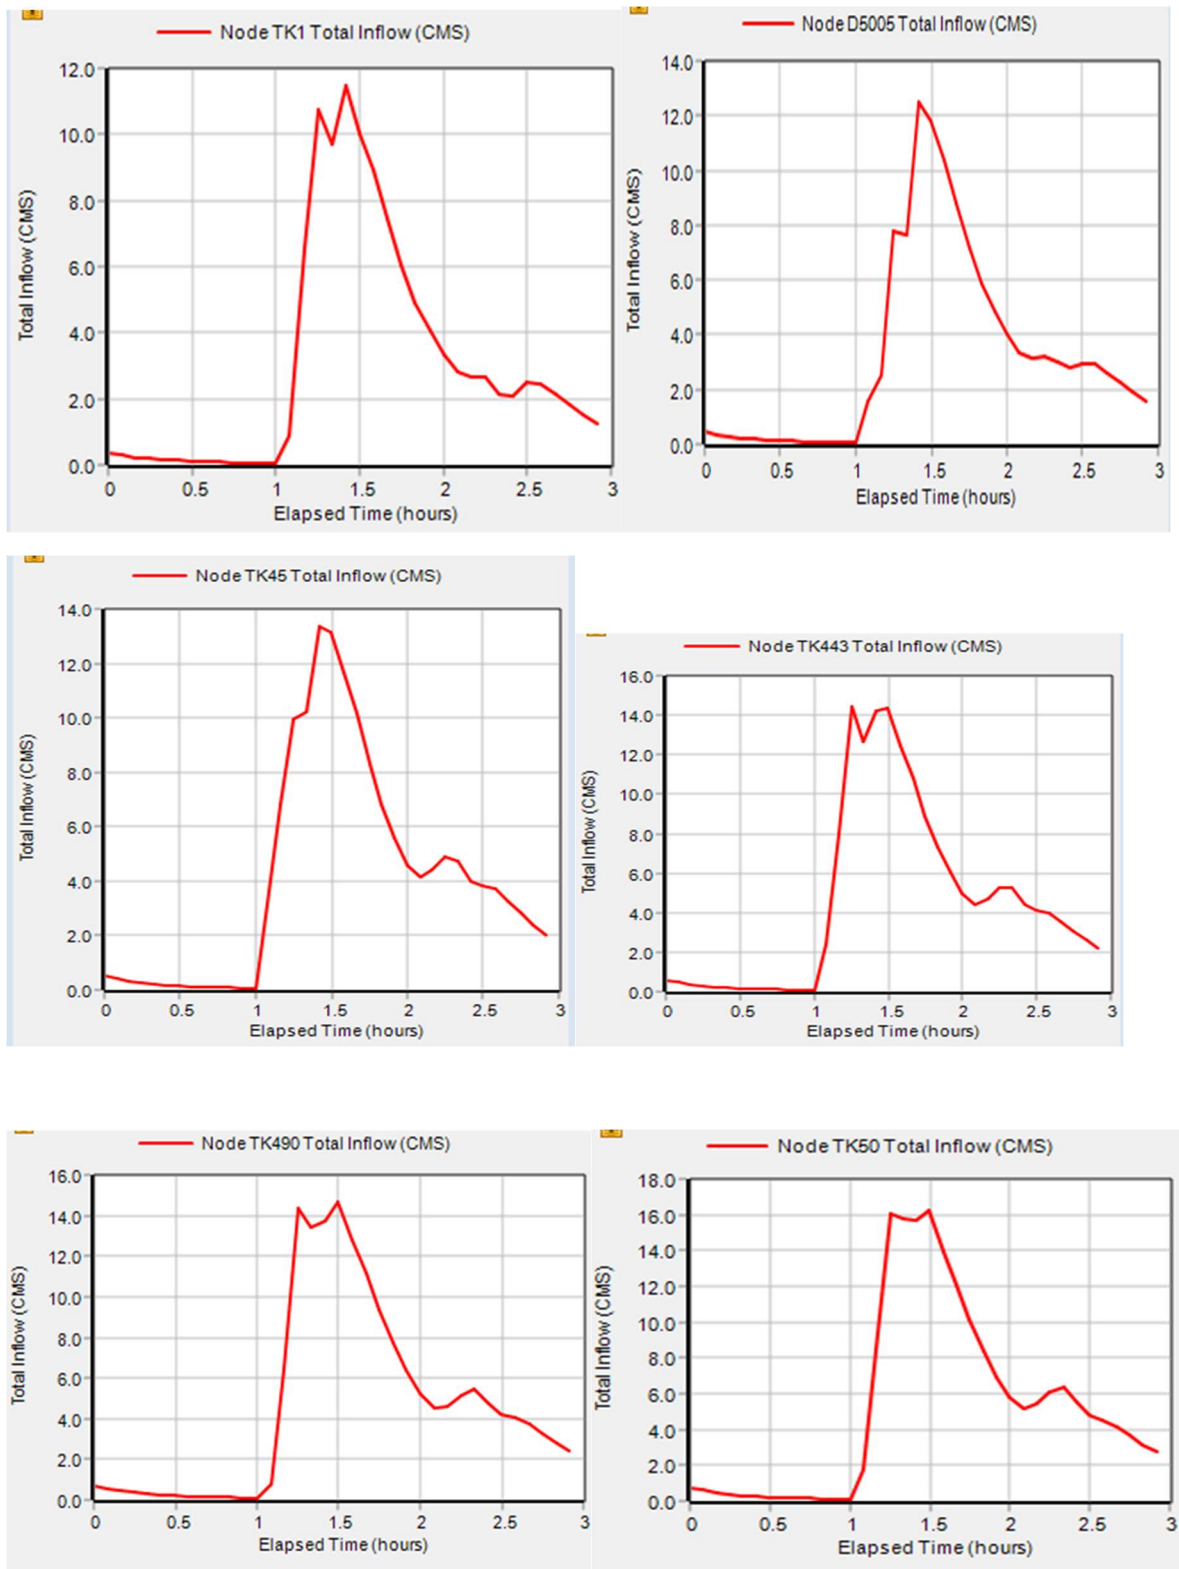 Node TK1 Total Inflow (CMS)
Total Inflow (CMS)
12.0
10.0
8.0
6.0
4.0
2.0
0.0
0 0.5 1 1.5 2 2.5 3
Elapsed Time (hours)
Node D5005 Total Inflow (CMS)
Total Inflow (CMS)
14.0
12.0
10.0
8.0
6.0
4.0
2.0
0.0
0 0.5 1 1.5 2 2.5 3
Elapsed Time (hours)
Node TK45 Total Inflow (CMS)
Total Inflow (CMS)
14.0
12.0
10.0
8.0
6.0
4.0
2.0
0.0
0 0.5 1 1.5 2 2.5 3
Elapsed Time (hours)
Node TK443 Total Inflow (CMS)
Total Inflow (CMS)
16.0
14.0
12.0
10.0
8.0
6.0
4.0
2.0
0.0
0 0.5 1 1.5 2 2.5 3
Elapsed Time (hours)
Node TK490 Total Inflow (CMS)
Total Inflow (CMS)
16.0
14.0
12.0
10.0
8.0
6.0
4.0
2.0
0.0
0 0.5 1 1.5 2 2.5 3
Elapsed Time (hours)
Node TK50 Total Inflow (CMS)
Total Inflow (CMS)
18.0
16.0
14.0
12.0
10.0
8.0
6.0
4.0
2.0
0.0
0 0.5 1 1.5 2 2.5 3
Elapsed Time (hours)